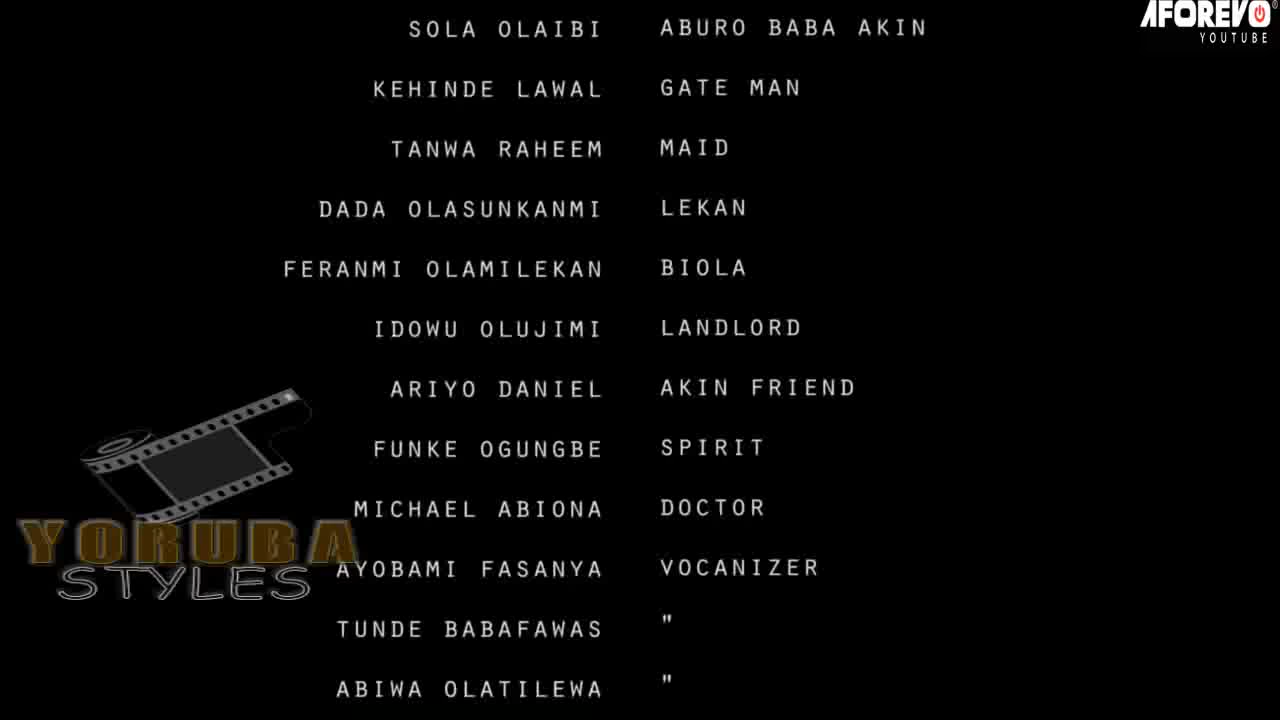 AFOREVO
YOUTUBE
SOLA OLAIBI ABURO BABA AKIN
KEHINDE LAWAL GATE MAN
TANWA RAHEEM MAID
DADA OLASUNKANMI LEKAN
FERANMI OLAMILEKAN BIOLA
IDOWU OLUJIMI LANDLORD
ARIYO DANIEL AKIN FRIEND
FUNKE OGUNGBE SPIRIT
MICHAEL ABIONA DOCTOR
AYOBAMI FASANYA VOCANIZER
TUNDE BABAFAWAS "
ABIWA OLATILEWA "
YORUBA
STYLES